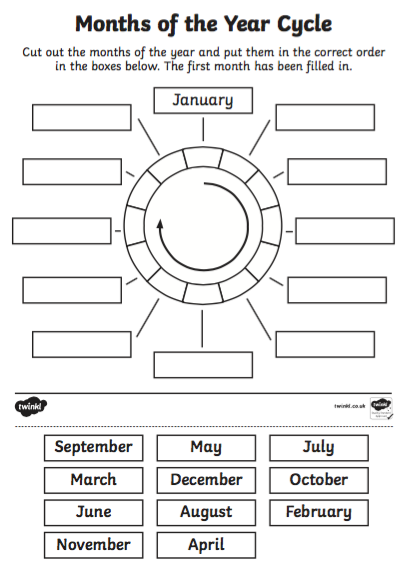 Months of the Year Cycle
Cut out the months of the year and put them in the correct order
in the boxes below. The first month has been filled in.
January
twinkl
twinkl.co.uk
September May July
March December October
June August February
November April